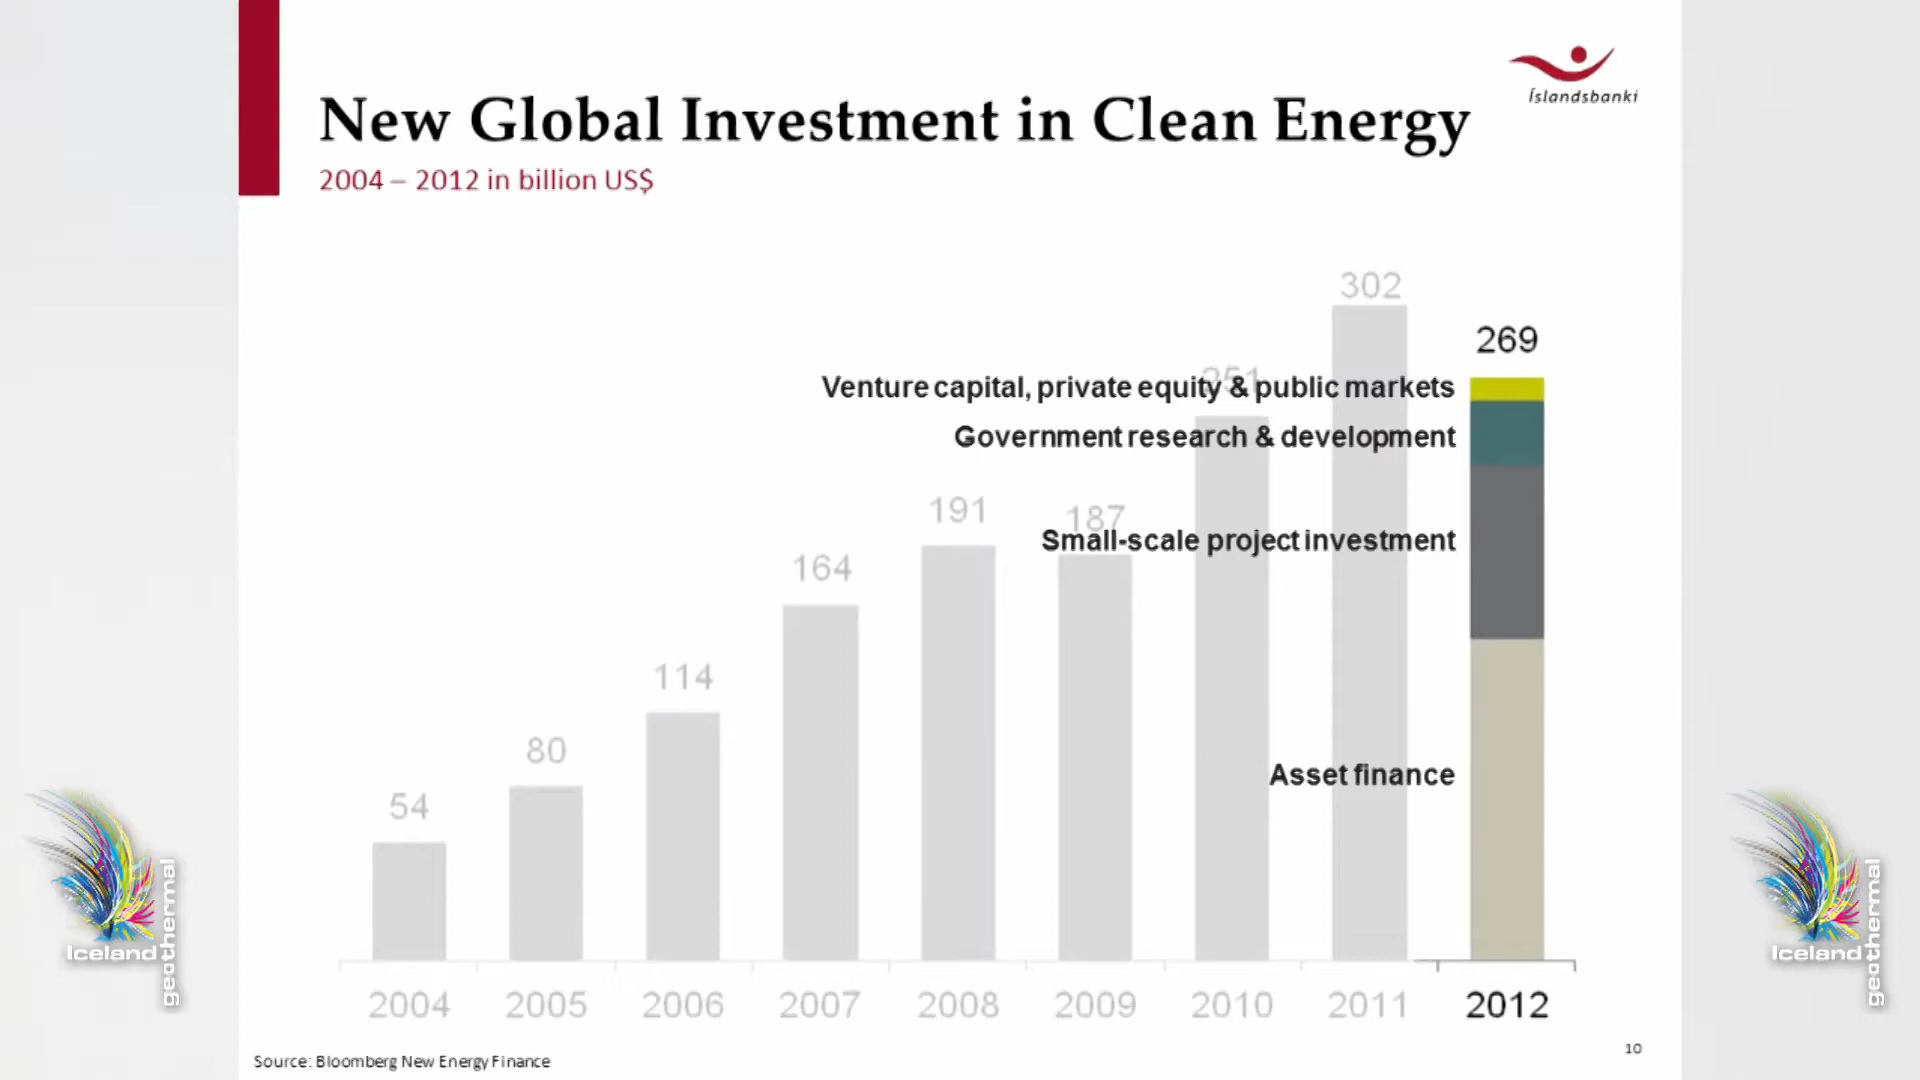 New Global Investment in Clean Energy
Íslandsbanki
2004 – 2012 in billion US$
302
269
251
Venture capital, private equity & public markets
Government research & development
191
187
Small-scale project investment
164
114
80
Asset finance
54
2004 2005 2006 2007 2008 2009 2010 2011 2012
Source: Bloomberg New Energy Finance
10
Iceland
geothermal
Iceland
geothermal